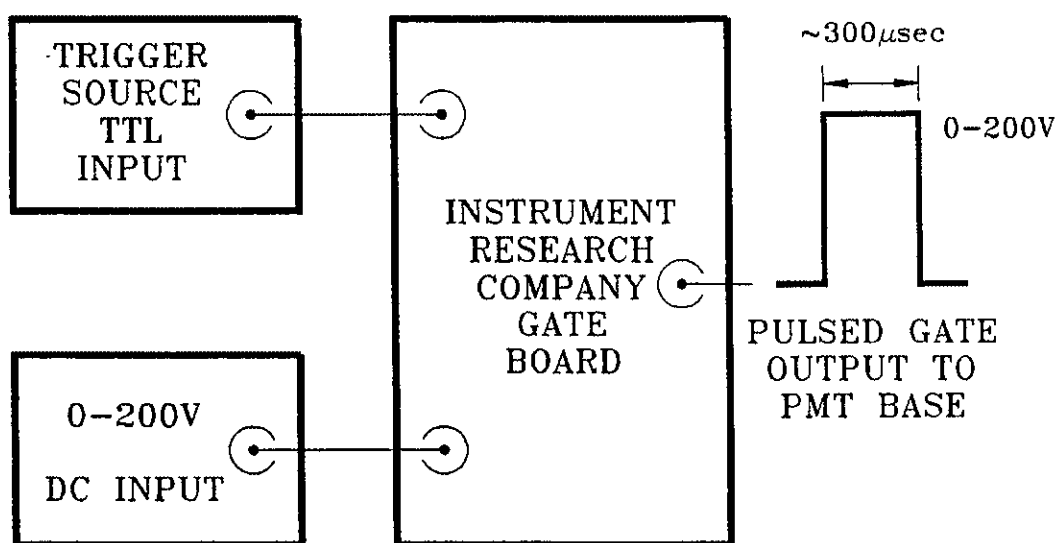 TRIGGER
SOURCE
TTL
INPUT
0-200V
DC INPUT
INSTRUMENT
RESEARCH
COMPANY
GATE
BOARD
~300μsec
0-200V
PULSED GATE
OUTPUT TO
PMT BASE